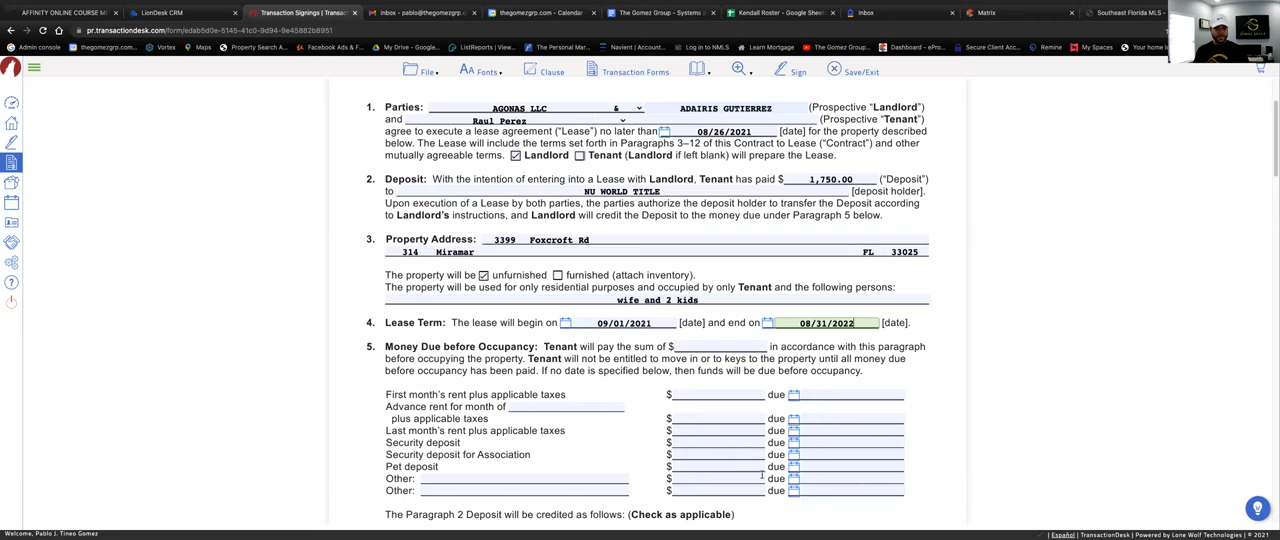 AFFINITY ONLINE COURSE M
LionDesk CRM
Transaction Signings | Transac
Inbox - pablo@thegomezgrp.c
thegomezgrp.com - Calendar
The Gomez Group - Systems a
Kendall Roster - Google Sheet
Inbox
Matrix
Southeast Florida MLS -
pr.transactiondesk.com/form/edab5d0e-5145-41c0-9d94-9e45882b8951
Admin console
thegomezgrp.com
Vortex
Maps
Property Search A...
Facebook Ads & F...
My Drive - Google...
ListReports | View...
The Personal Mar...
Navient | Account...
Log in to NMLS
Learn Mortgage
The Gomez Group...
Dashboard - ePro...
Secure Client Acc...
Remine
My Spaces
Your home lo
File
Fonts
Clause
Transaction Forms
Sign
Save/Exit
1. Parties: AGONAS LLC & ADAIRIS GUTIERREZ (Prospective “Landlord”)
and Raul Perez (Prospective “Tenant”)
agree to execute a lease agreement (“Lease”) no later than 08/26/2021 [date] for the property described
below. The Lease will include the terms set forth in Paragraphs 3–12 of this Contract to Lease (“Contract”) and other
mutually agreeable terms. Landlord Tenant (Landlord if left blank) will prepare the Lease.
2. Deposit: With the intention of entering into a Lease with Landlord, Tenant has paid $ 1,750.00 (“Deposit”)
to NU WORLD TITLE [deposit holder].
Upon execution of a Lease by both parties, the parties authorize the deposit holder to transfer the Deposit according
to Landlord’s instructions, and Landlord will credit the Deposit to the money due under Paragraph 5 below.
3. Property Address: 3399 Foxcroft Rd
314 Miramar FL 33025
The property will be unfurnished furnished (attach inventory).
The property will be used for only residential purposes and occupied by only Tenant and the following persons:
wife and 2 kids
4. Lease Term: The lease will begin on 09/01/2021 [date] and end on 08/31/2022 [date].
5. Money Due before Occupancy: Tenant will pay the sum of $ in accordance with this paragraph
before occupying the property. Tenant will not be entitled to move in or to keys to the property until all money due
before occupancy has been paid. If no date is specified below, then funds will be due before occupancy.
First month’s rent plus applicable taxes $ due
Advance rent for month of
plus applicable taxes $ due
Last month’s rent plus applicable taxes $ due
Security deposit $ due
Security deposit for Association $ due
Pet deposit $ due
Other: $ due
Other: $ due
The Paragraph 2 Deposit will be credited as follows: (Check as applicable)
Welcome, Pablo J. Tineo Gomez
Español | TransactionDesk | Powered by Lone Wolf Technologies | © 2021